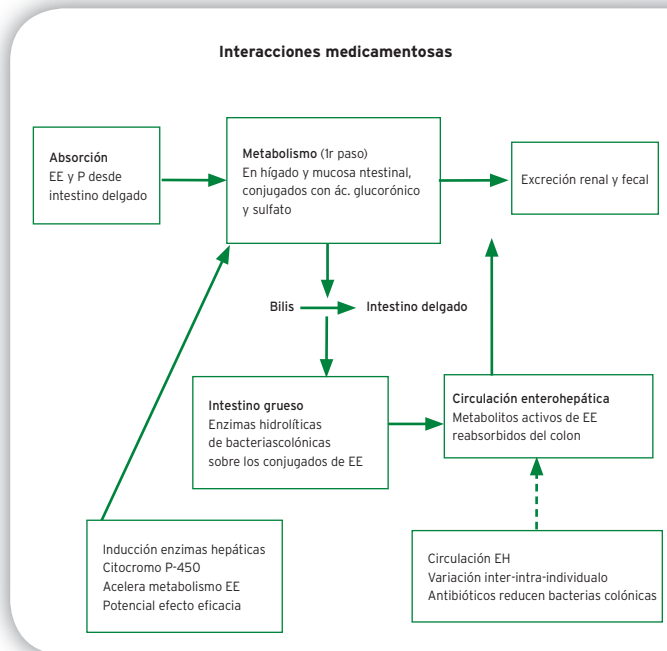 Interacciones medicamentosas
Absorción
EE y P desde
intestino delgado
Metabolismo (1r paso)
En hígado y mucosa ntestinal,
conjugados con ác. glucorónico
y sulfato
Excreción renal y fecal
Bilis
Intestino delgado
Intestino grueso
Enzimas hidrolíticas
de bacteriascolónicas
sobre los conjugados de EE
Circulación enterohepática
Metabolitos activos de EE
reabsorbidos del colon
Inducción enzimas hepáticas
Citocromo P-450
Acelera metabolismo EE
Potencial efecto eficacia
Circulación EH
Variación inter-intra-individualo
Antibióticos reducen bacterias colónicas